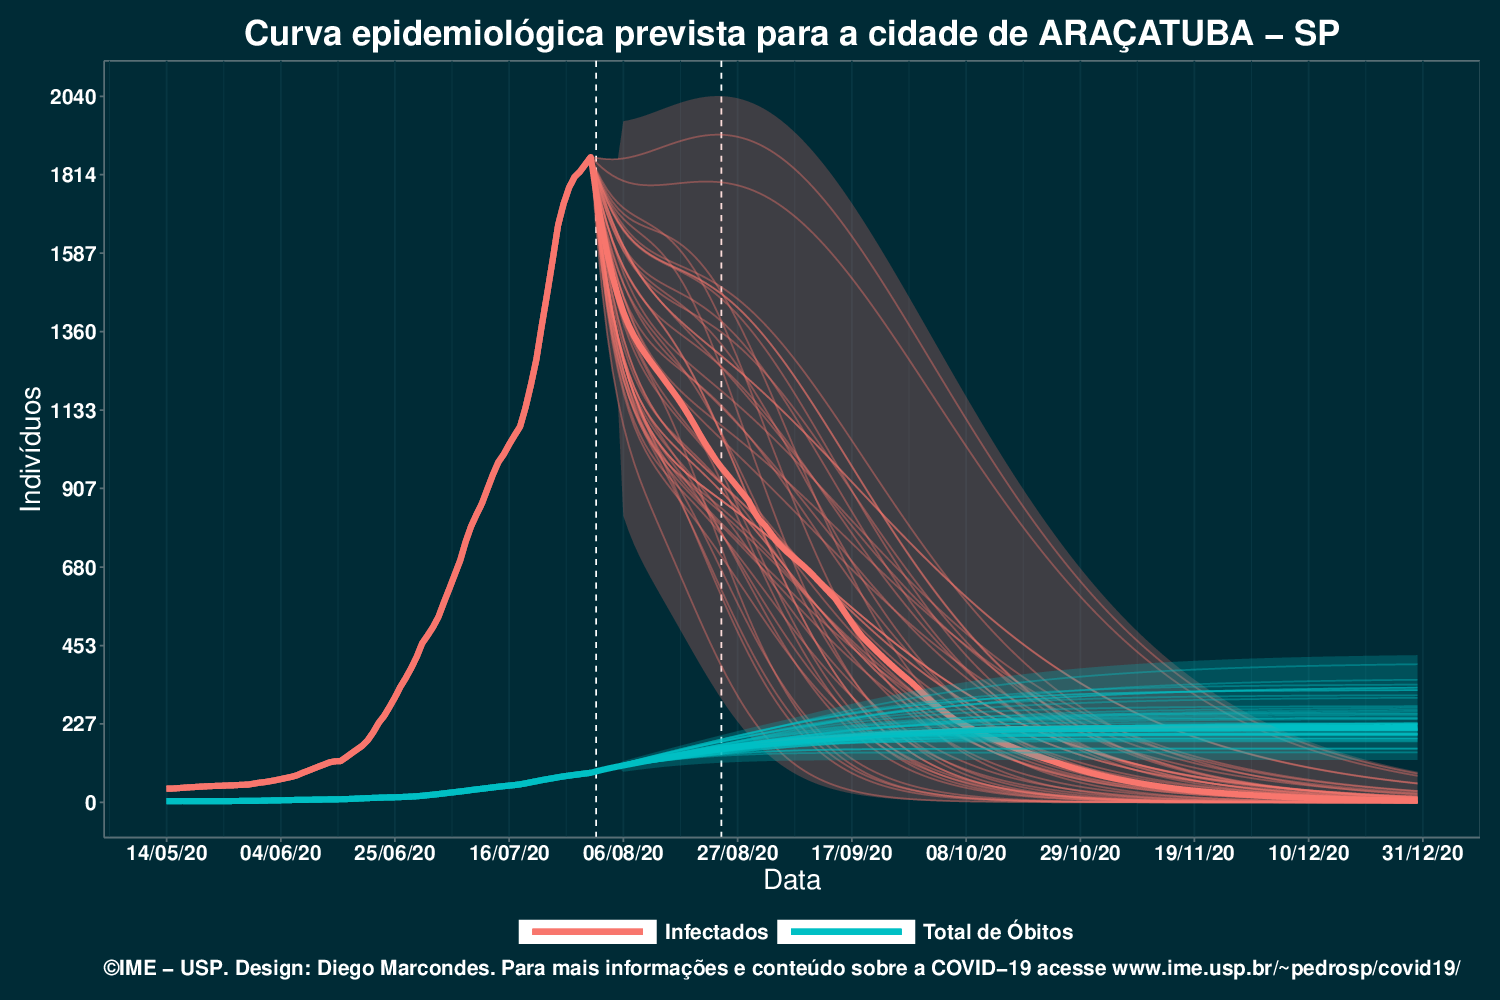 Curva epidemiológica prevista para a cidade de ARAÇATUBA – SP
2040
1814
1587
1360
1133
907
680
453
227
0
Indivíduos
14/05/20 04/06/20 25/06/20 16/07/20 06/08/20 27/08/20 17/09/20 08/10/20 29/10/20 19/11/20 10/12/20 31/12/20
Data
Infectados Total de Óbitos
©IME – USP. Design: Diego Marcondes. Para mais informações e conteúdo sobre a COVID–19 acesse www.ime.usp.br/~pedrosp/covid19/